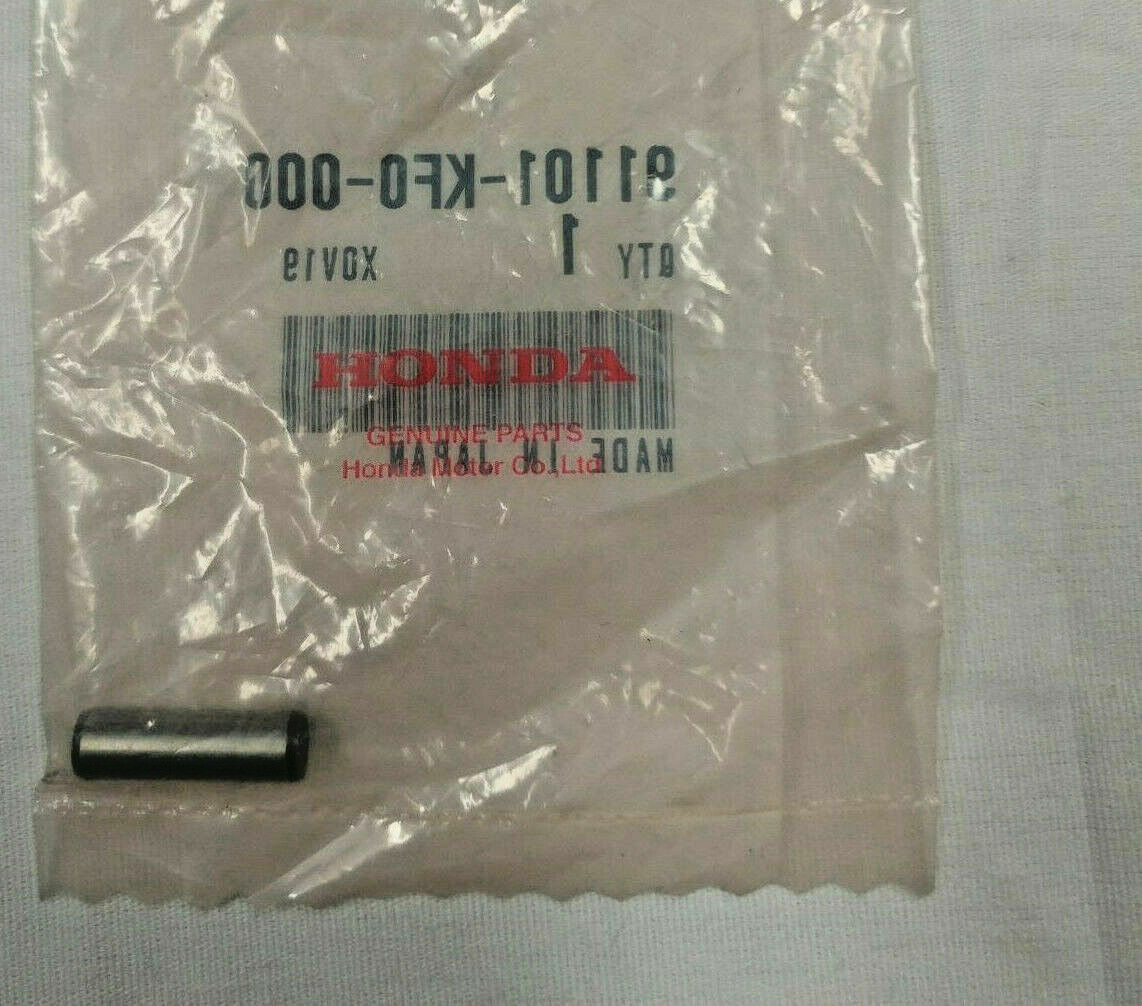 91101-KF0-000
QTY 1 XOV19
HONDA
GENUINE PARTS
MADE IN JAPAN
Honda Motor Co.,Ltd.